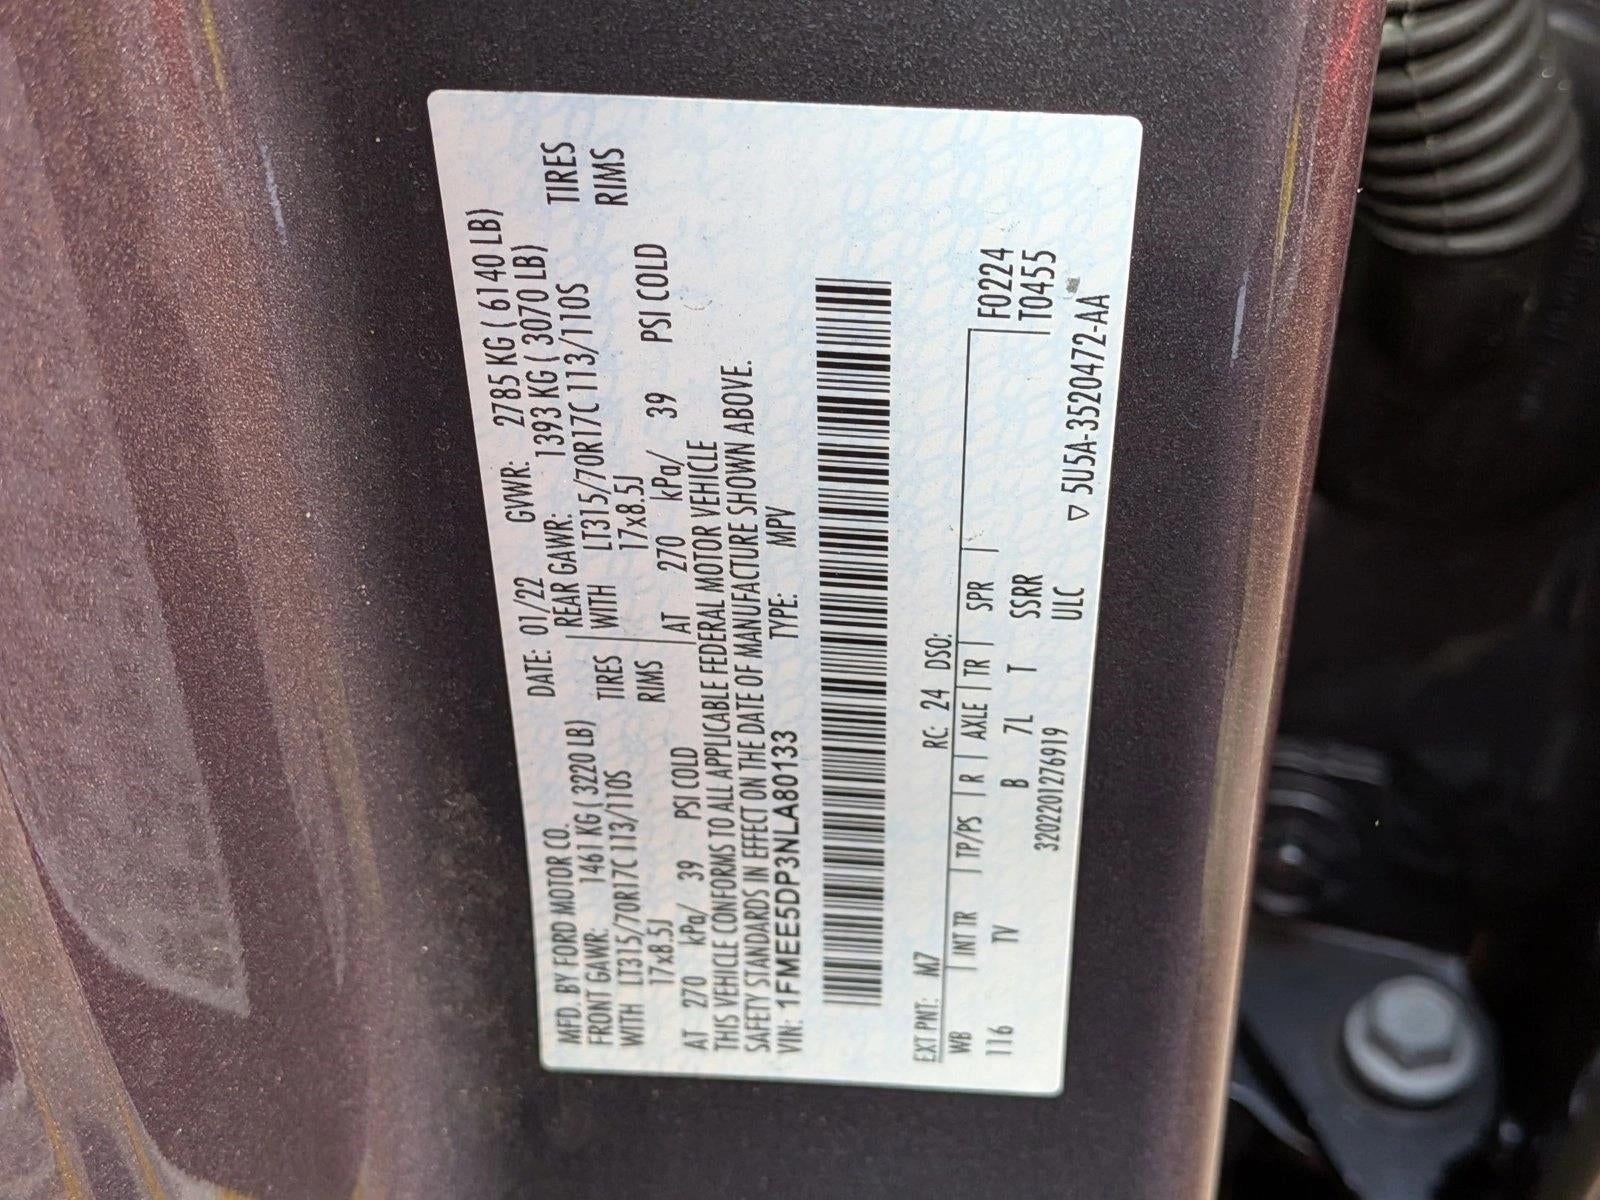 MFD. BY FORD MOTOR CO. DATE: 01/22 GVWR: 2785 KG ( 6140 LB)
FRONT GAWR: 1461 KG ( 3220 LB) REAR GAWR: 1393 KG ( 3070 LB)
WITH LT315/70R17C 113/110S TIRES WITH LT315/70R17C 113/110S TIRES
17x8.5J RIMS 17x8.5J RIMS
AT 270 kPa/ 39 PSI COLD AT 270 kPa/ 39 PSI COLD
THIS VEHICLE CONFORMS TO ALL APPLICABLE FEDERAL MOTOR VEHICLE
SAFETY STANDARDS IN EFFECT ON THE DATE OF MANUFACTURE SHOWN ABOVE.
VIN: 1FMEE5DP3NLA80133 TYPE: MPV
EXT PNT: M7 RC: 24 DSO:
WB INT TR TP/PS R AXLE TR SPR F0224
116 TV B 7L T SSRR T0455
3202201276919 ULC
▽ 5U5A-3520472-AA